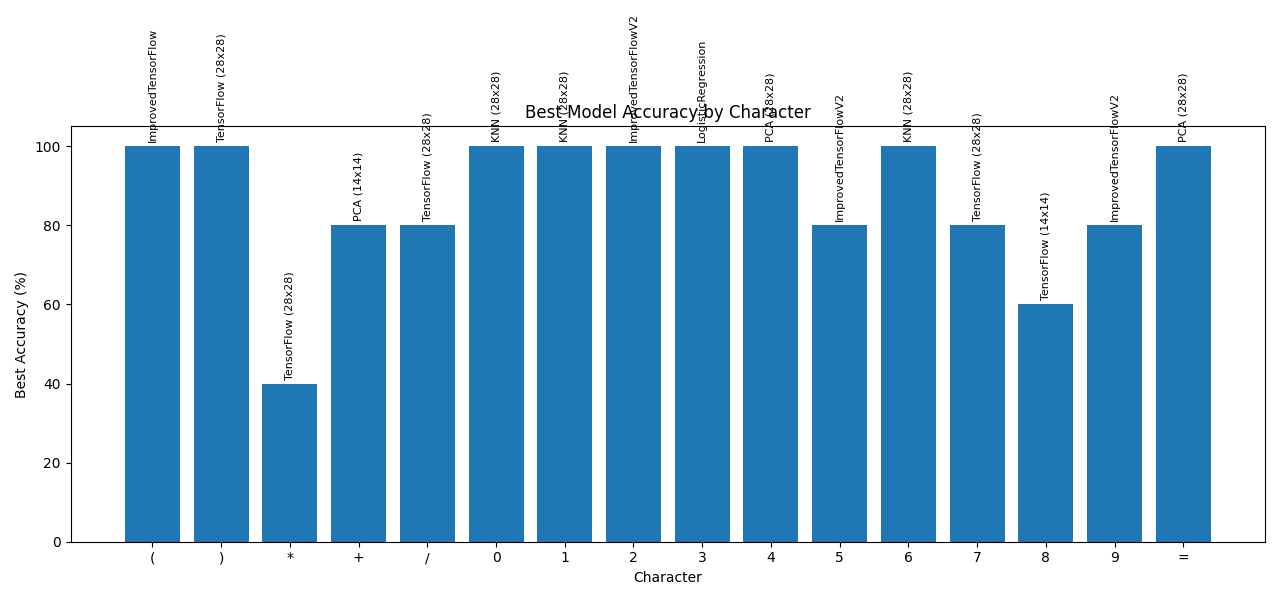 Best Model Accuracy by Character
Best Accuracy (%)
100
80
60
40
20
0
ImprovedTensorFlow
TensorFlow (28x28)
TensorFlow (28x28)
PCA (14x14)
TensorFlow (28x28)
KNN (28x28)
KNN (28x28)
ImprovedTensorFlowV2
LogisticRegression
PCA (28x28)
ImprovedTensorFlowV2
KNN (28x28)
TensorFlow (28x28)
TensorFlow (14x14)
ImprovedTensorFlowV2
PCA (28x28)
( ) * + / 0 1 2 3 4 5 6 7 8 9 =
Character